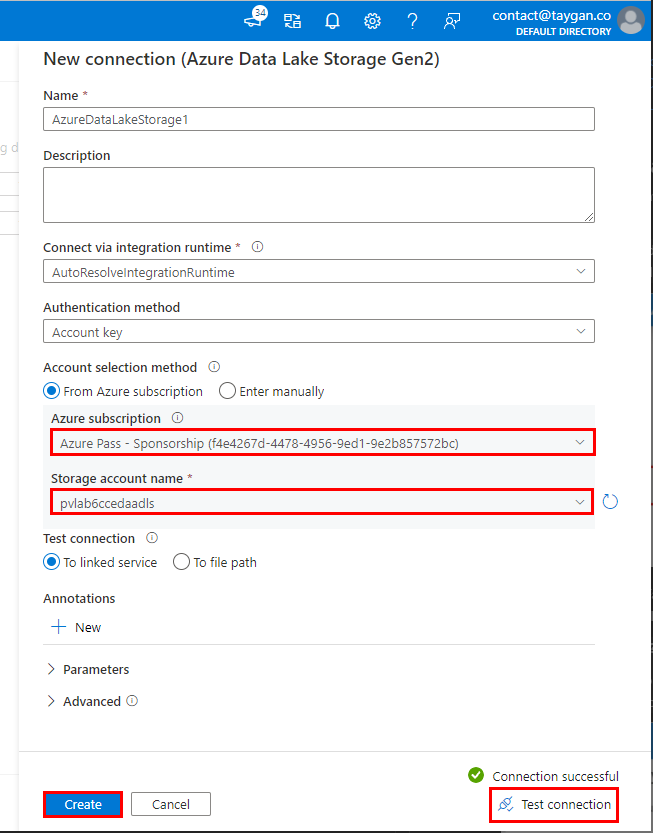 34
contact@taygan.co
DEFAULT DIRECTORY
New connection (Azure Data Lake Storage Gen2)
Name *
AzureDataLakeStorage1
g d
Description
Connect via integration runtime *
AutoResolveIntegrationRuntime
Authentication method
Account key
Account selection method
From Azure subscription Enter manually
Azure subscription
Azure Pass - Sponsorship (f4e4267d-4478-4956-9ed1-9e2b857572bc)
Storage account name *
pvlab6ccedaadls
Test connection
To linked service To file path
Annotations
New
Parameters
Advanced
Connection successful
Create Cancel Test connection